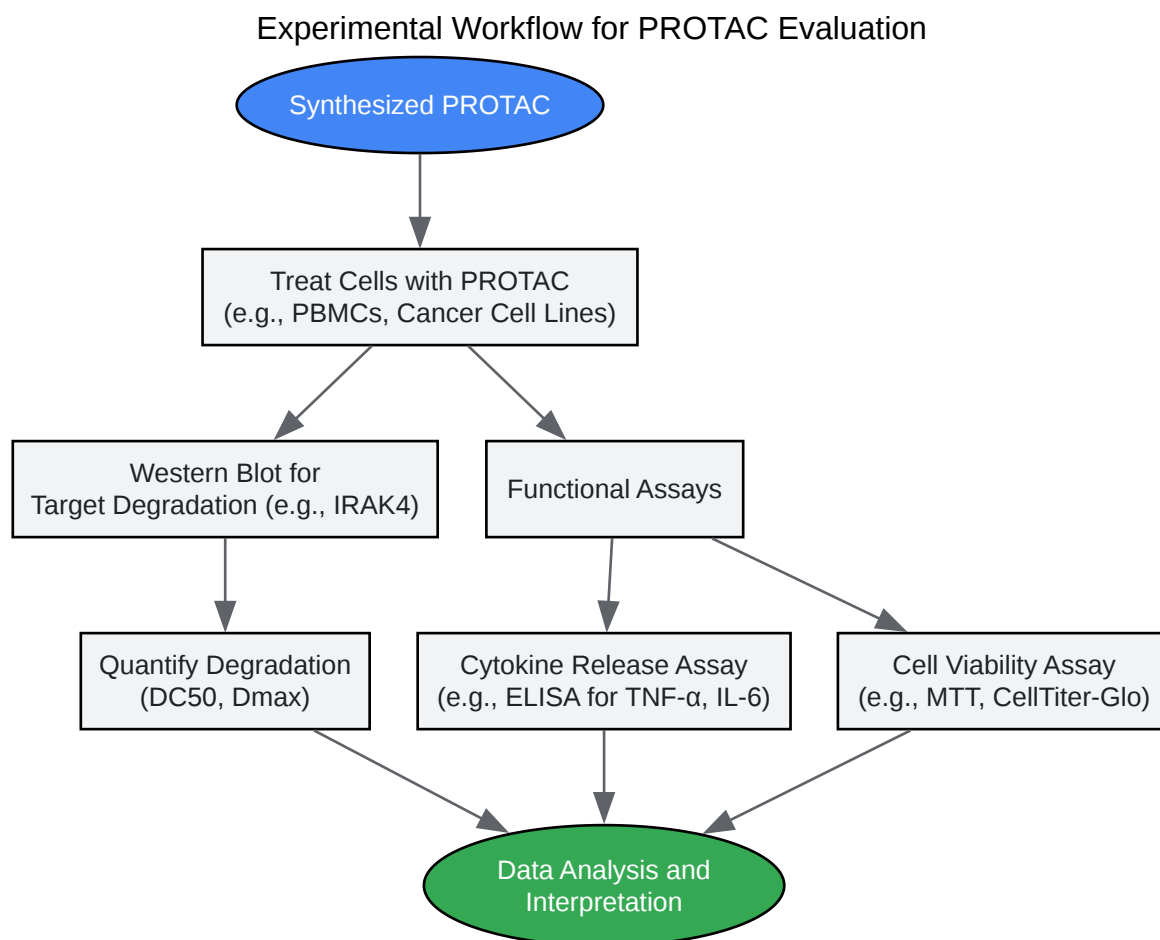 Experimental Workflow for PROTAC Evaluation
Synthesized PROTAC
Treat Cells with PROTAC
(e.g., PBMCs, Cancer Cell Lines)
Western Blot for
Target Degradation (e.g., IRAK4)
Functional Assays
Quantify Degradation
(DC50, Dmax)
Cytokine Release Assay
(e.g., ELISA for TNF-α, IL-6)
Cell Viability Assay
(e.g., MTT, CellTiter-Glo)
Data Analysis and
Interpretation